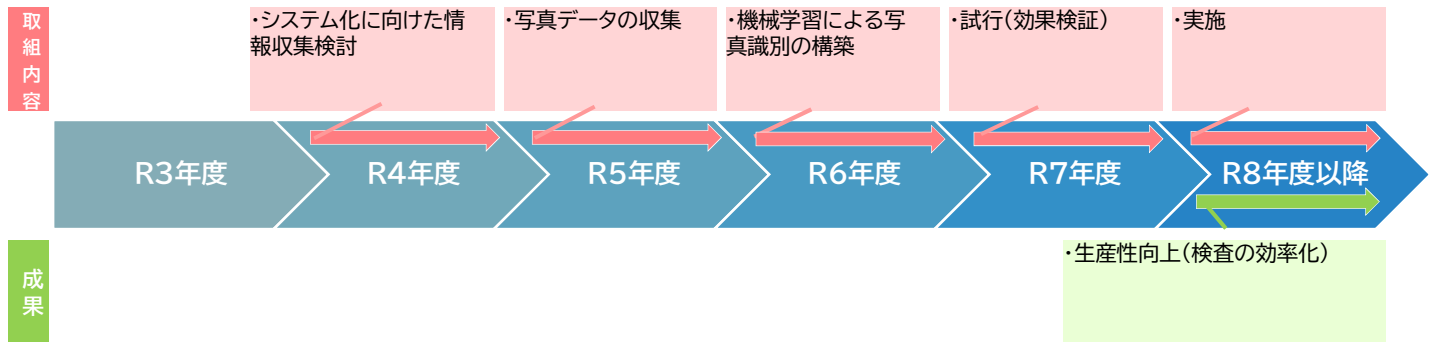 取組内容
・システム化に向けた情
報収集検討
・写真データの収集
・機械学習による写
真識別の構築
・試行(効果検証)
・実施
R3年度
R4年度
R5年度
R6年度
R7年度
R8年度以降
成果
・生産性向上(検査の効率化)